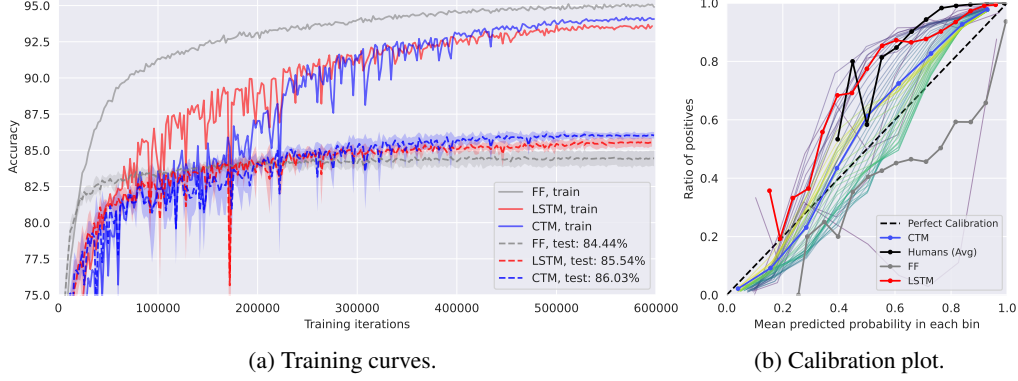 95.0
92.5
90.0
87.5
85.0
82.5
80.0
77.5
75.0
Accuracy
100000
200000
300000
400000
500000
600000
Training iterations
FF, train
LSTM, train
CTM, train
FF, test: 84.44%
LSTM, test: 85.54%
CTM, test: 86.03%
(a) Training curves.
1.0
0.8
0.6
0.4
0.2
0.0
Ratio of positives
0.0
0.2
0.4
0.6
0.8
1.0
Mean predicted probability in each bin
Perfect Calibration
CTM
Humans (Avg)
FF
LSTM
(b) Calibration plot.